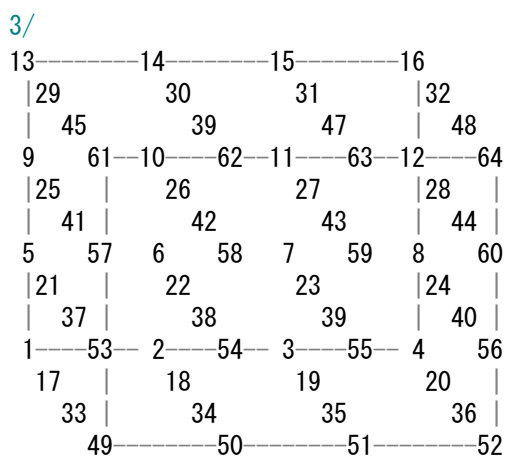 3/
13--------14--------15--------16
|29 30 31 |32
| 45 39 47 | 48
9 61--10----62--11----63--12----64
|25 | 26 27 |28 |
| 41 | 42 43 | 44 |
5 57 6 58 7 59 8 60
|21 | 22 23 |24 |
| 37 | 38 39 | 40 |
1----53-- 2----54-- 3----55-- 4 56
17 | 18 19 20 |
33 | 34 35 36 |
49--------50--------51--------52